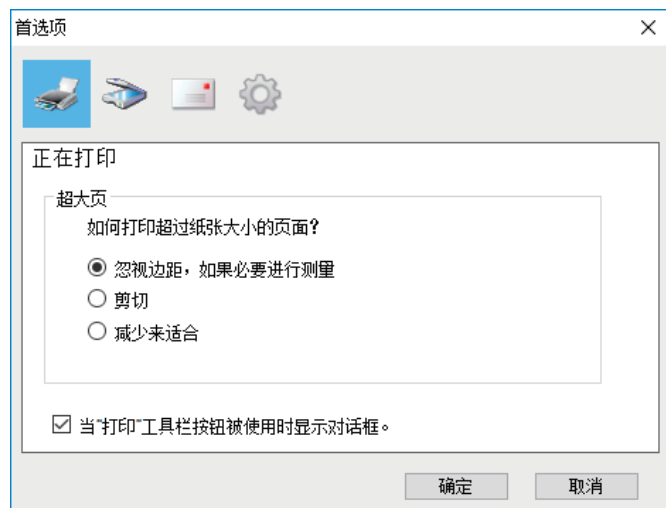 首选项
正在打印
超大页
如何打印超过纸张大小的页面?
忽视边距，如果必要进行测量
剪切
减少来适合
当"打印"工具栏按钮被使用时显示对话框。
确定
取消